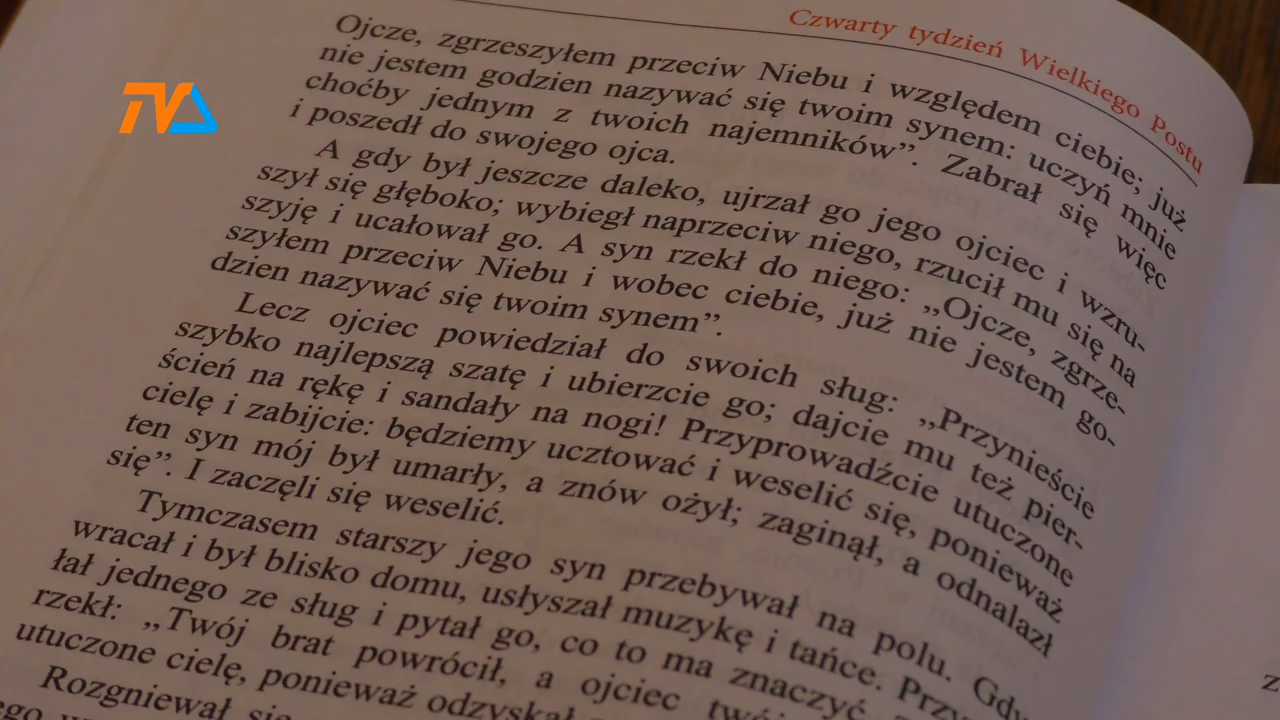 TVA
Czwarty tydzień Wielkiego Postu
Ojcze, zgrzeszyłem przeciw Niebu i względem ciebie; już
nie jestem godzien nazywać się twoim synem: uczyń mnie
choćby jednym z twoich najemników”. Zabrał się więc
i poszedł do swojego ojca.
A gdy był jeszcze daleko, ujrzał go jego ojciec i wzru-
szył się głęboko; wybiegł naprzeciw niego, rzucił mu się na
szyję i ucałował go. A syn rzekł do niego: „Ojcze, zgrze-
szyłem przeciw Niebu i wobec ciebie, już nie jestem go-
dzien nazywać się twoim synem”.
Lecz ojciec powiedział do swoich sług: „Przynieście
szybko najlepszą szatę i ubierzcie go; dajcie mu też pier-
ścień na rękę i sandały na nogi! Przyprowadźcie utuczone
cielę i zabijcie: będziemy ucztować i weselić się, ponieważ
ten syn mój był umarły, a znów ożył; zaginął, a odnalazł
się”. I zaczęli się weselić.
Tymczasem starszy jego syn przebywał na polu. Gdy
wracał i był blisko domu, usłyszał muzykę i tańce. Przy
łał jednego ze sług i pytał go, co to ma znaczyć.
rzekł: „Twój brat powrócił, a ojciec
utuczone cielę, ponieważ odzyskał
Rozgniewał się